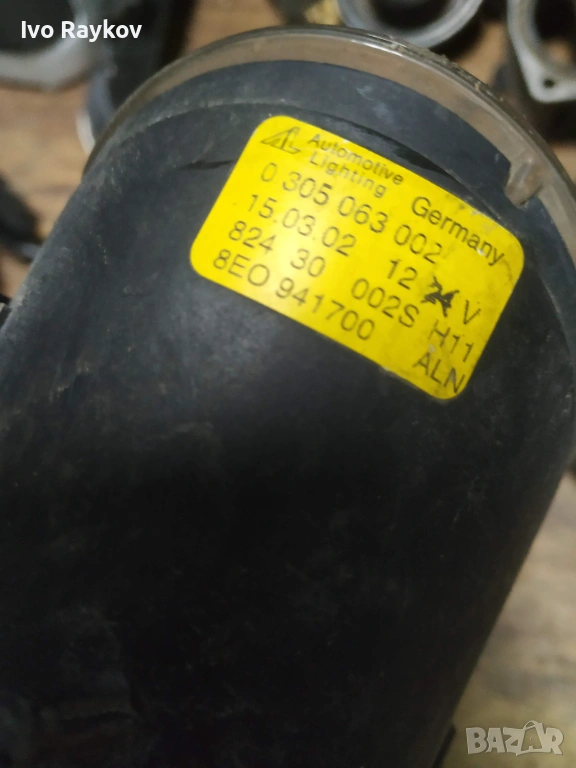 Ivo Raykov
Automotive
Lighting Germany
0 305 063 002
15.03.02 12 24 V
824 30 002S H11
8EO 941700 ALN
BAZAR